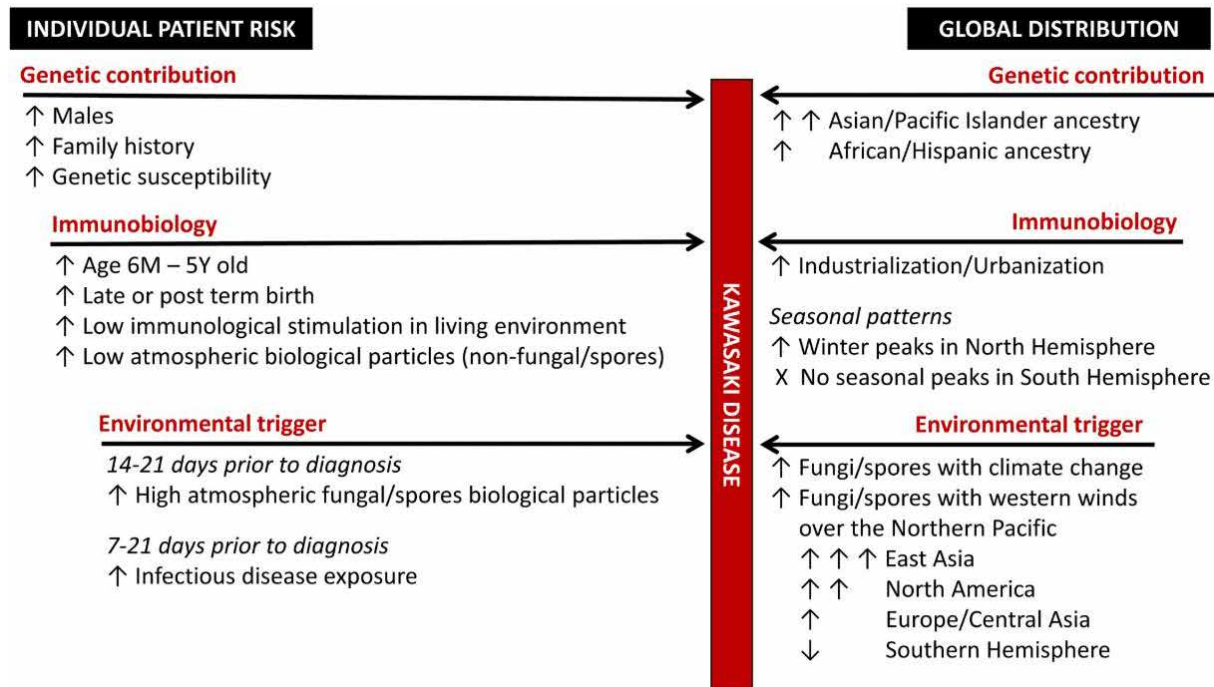 INDIVIDUAL PATIENT RISK
Genetic contribution
↑ Males
↑ Family history
↑ Genetic susceptibility
Immunobiology
↑ Age 6M – 5Y old
↑ Late or post term birth
↑ Low immunological stimulation in living environment
↑ Low atmospheric biological particles (non-fungal/spores)
Environmental trigger
14-21 days prior to diagnosis
↑ High atmospheric fungal/spores biological particles
7-21 days prior to diagnosis
↑ Infectious disease exposure
KAWASAKI DISEASE
GLOBAL DISTRIBUTION
Genetic contribution
↑ ↑ Asian/Pacific Islander ancestry
↑ African/Hispanic ancestry
Immunobiology
↑ Industrialization/Urbanization
Seasonal patterns
↑ Winter peaks in North Hemisphere
X No seasonal peaks in South Hemisphere
Environmental trigger
↑ Fungi/spores with climate change
↑ Fungi/spores with western winds
over the Northern Pacific
↑ ↑ ↑ East Asia
↑ ↑ North America
↑ Europe/Central Asia
↓ Southern Hemisphere